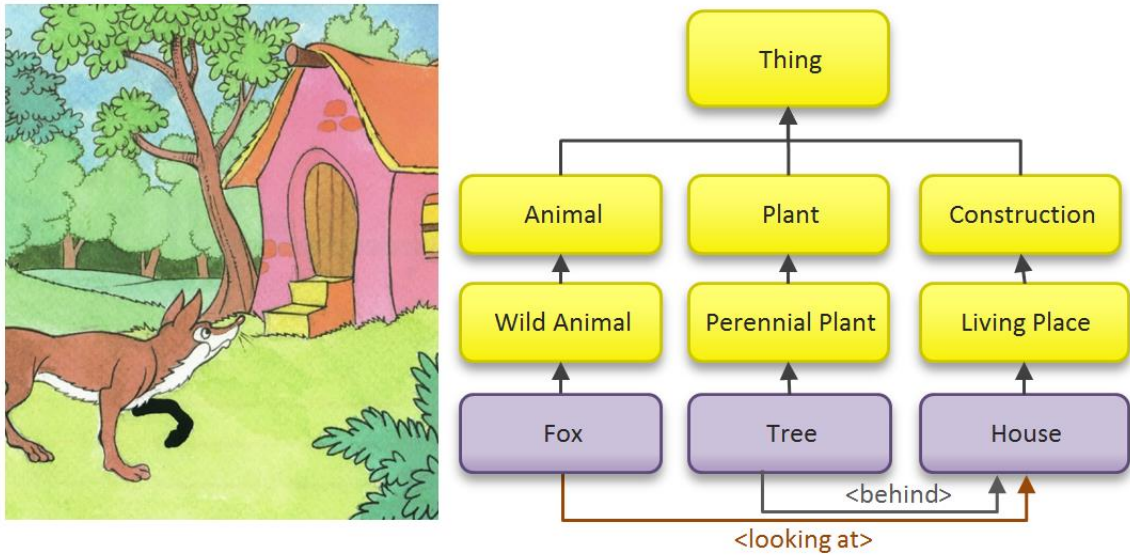 Thing
Animal
Plant
Construction
Wild Animal
Perennial Plant
Living Place
Fox
Tree
House
<behind>
<looking at>